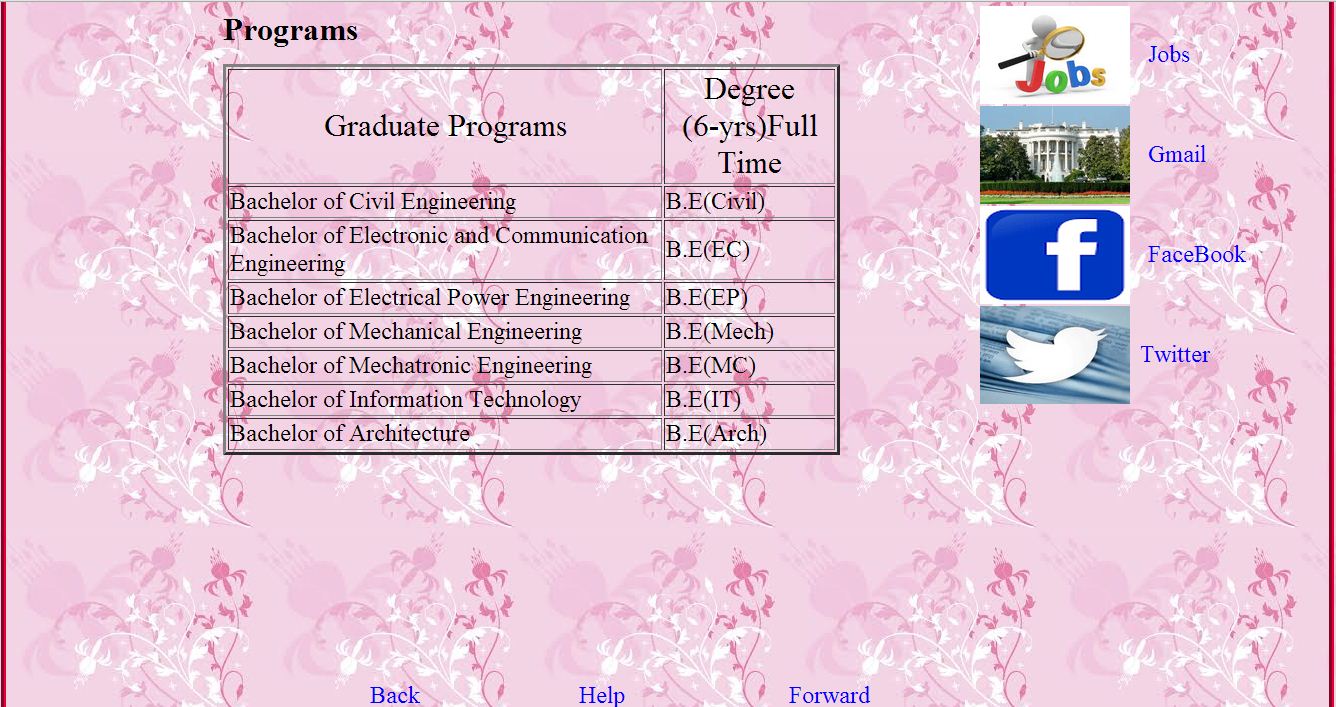 Programs
Graduate Programs
Degree
(6-yrs)Full
Time
Bachelor of Civil Engineering
B.E(Civil)
Bachelor of Electronic and Communication
Engineering
B.E(EC)
Bachelor of Electrical Power Engineering
B.E(EP)
Bachelor of Mechanical Engineering
B.E(Mech)
Bachelor of Mechatronic Engineering
B.E(MC)
Bachelor of Information Technology
B.E(IT)
Bachelor of Architecture
B.E(Arch)
Jobs
Jobs
Gmail
f
FaceBook
Twitter
Back
Help
Forward